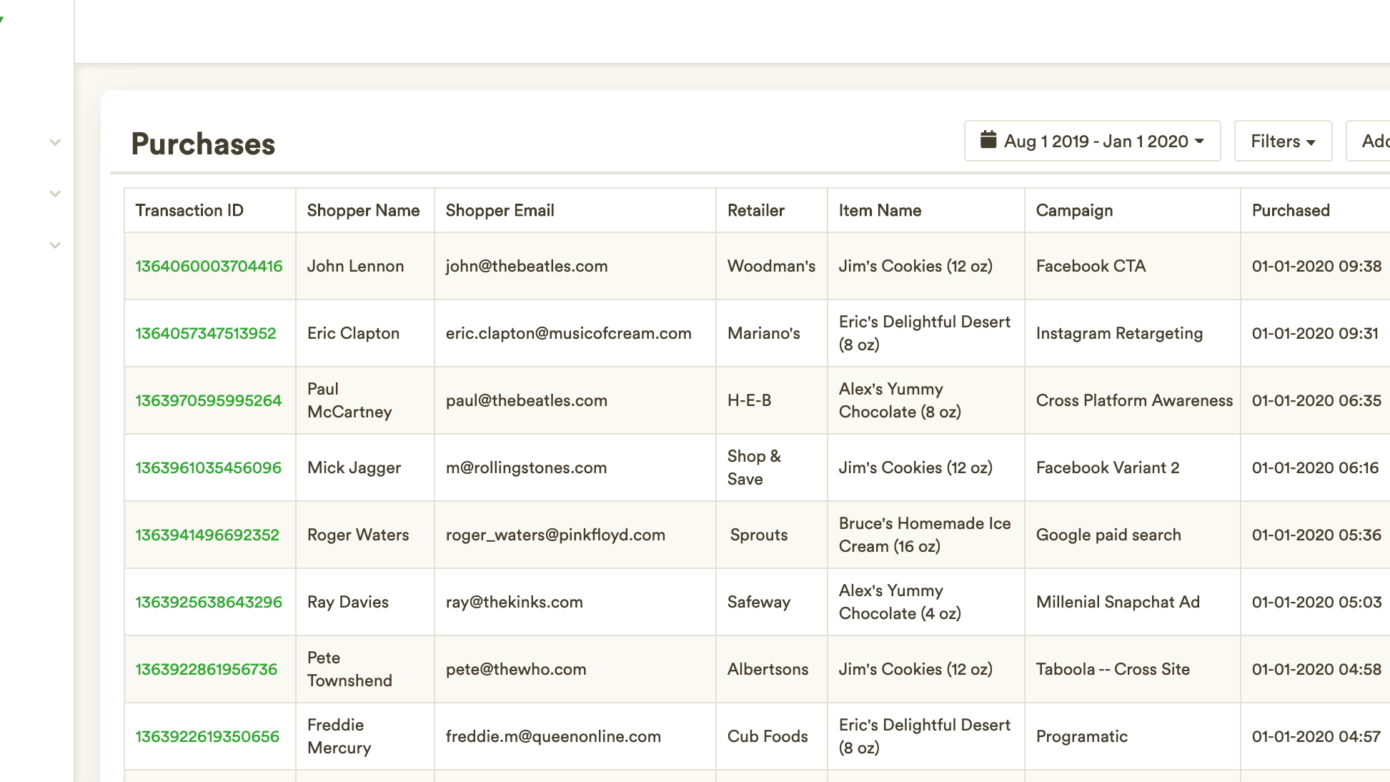 Purchases
Aug 1 2019 - Jan 1 2020
Filters
Transaction ID Shopper Name Shopper Email Retailer Item Name Campaign Purchased
1364060003704416 John Lennon john@thebeatles.com Woodman's Jim's Cookies (12 oz) Facebook CTA 01-01-2020 09:38
1364057347513952 Eric Clapton eric.clapton@musicofcream.com Mariano's Eric's Delightful Desert
(8 oz) Instagram Retargeting 01-01-2020 09:31
1363970595995264 Paul
McCartney paul@thebeatles.com H-E-B Alex's Yummy
Chocolate (8 oz) Cross Platform Awareness 01-01-2020 06:35
1363961035456096 Mick Jagger m@rollingstones.com Shop &
Save Jim's Cookies (12 oz) Facebook Variant 2 01-01-2020 06:16
1363941496692352 Roger Waters roger_waters@pinkfloyd.com Sprouts Bruce's Homemade Ice
Cream (16 oz) Google paid search 01-01-2020 05:36
1363925638643296 Ray Davies ray@thekinks.com Safeway Alex's Yummy
Chocolate (4 oz) Millenial Snapchat Ad 01-01-2020 05:03
1363922861956736 Pete
Townshend pete@thewho.com Albertsons Jim's Cookies (12 oz) Taboola -- Cross Site 01-01-2020 04:58
1363922619350656 Freddie
Mercury freddie.m@queenonline.com Cub Foods Eric's Delightful Desert
(8 oz) Programatic 01-01-2020 04:57